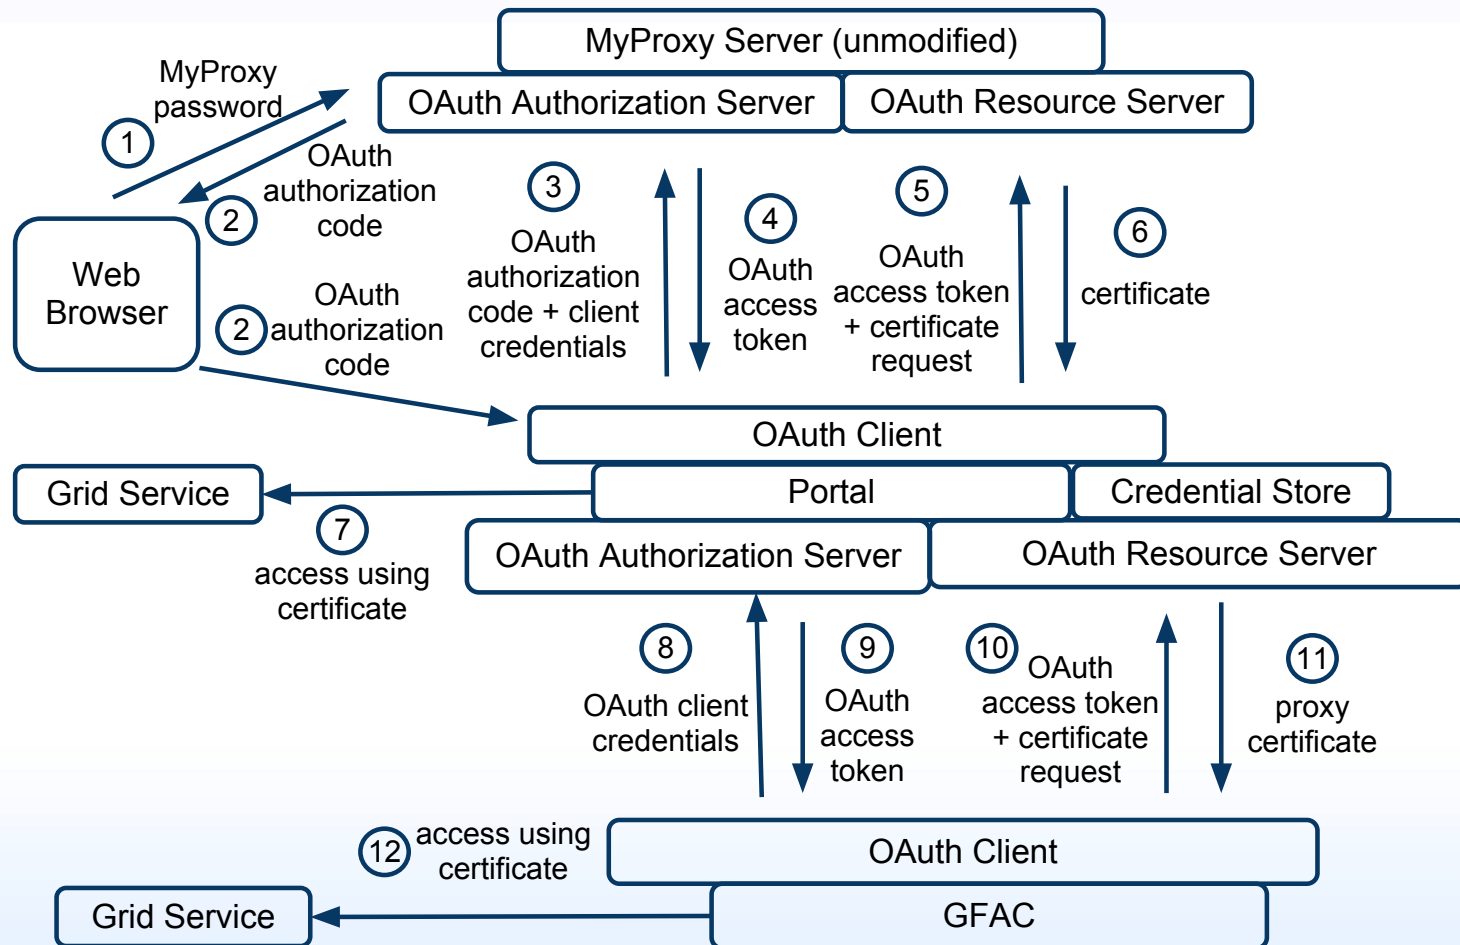 MyProxy Server (unmodified)
OAuth Authorization Server
OAuth Resource Server
MyProxy
password
1
OAuth
authorization
code
2
Web
Browser
OAuth
authorization
code
2
3
OAuth
authorization
code + client
credentials
4
OAuth
access
token
5
OAuth
access token
+ certificate
request
6
certificate
OAuth Client
Portal
Credential Store
Grid Service
7
access using
certificate
OAuth Authorization Server
OAuth Resource Server
8
OAuth client
credentials
9
OAuth
access
token
10
OAuth
access token
+ certificate
request
11
proxy
certificate
12
access using
certificate
OAuth Client
GFAC
Grid Service